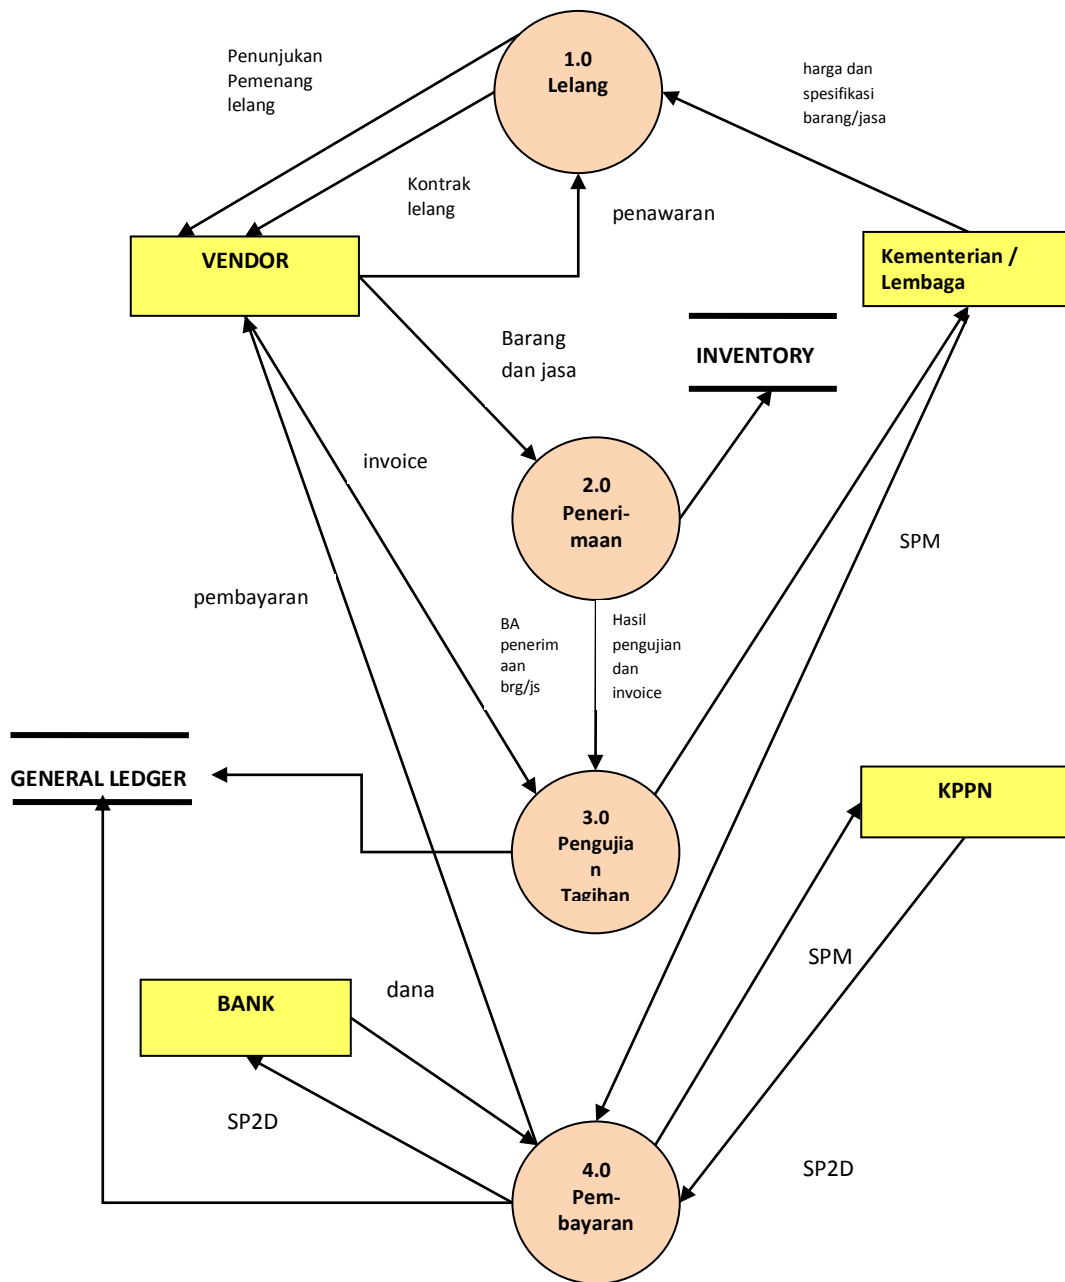 Penunjukan
Pemenang
lelang
1.0
Lelang
harga dan
spesifikasi
barang/jasa
Kontrak
lelang
penawaran
VENDOR
Kementerian /
Lembaga
Barang
dan jasa
INVENTORY
invoice
2.0
Peneri-
maan
SPM
pembayaran
BA
penerim
aan
brg/js
Hasil
pengujian
dan
invoice
GENERAL LEDGER
KPPN
3.0
Pengujia
n
Tagihan
SPM
BANK
dana
SP2D
4.0
Pem-
bayaran
SP2D